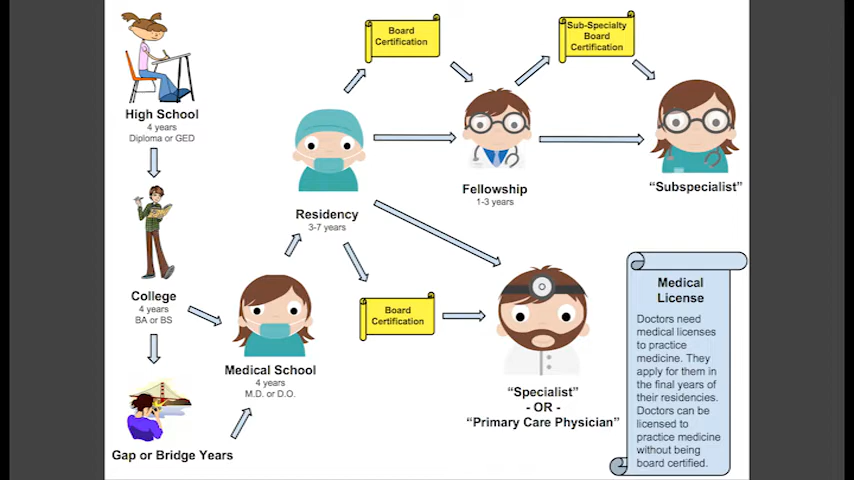 High School
4 years
Diploma or GED
College
4 years
BA or BS
Gap or Bridge Years
Medical School
4 years
M.D. or D.O.
Residency
3-7 years
Board
Certification
Board
Certification
Fellowship
1-3 years
Sub-Specialty
Board
Certification
“Subspecialist”
“Specialist”
- OR -
“Primary Care Physician”
Medical
License
Doctors need
medical licenses
to practice
medicine. They
apply for them in
the final years of
their residencies.
Doctors can be
licensed to
practice medicine
without being
board certified.